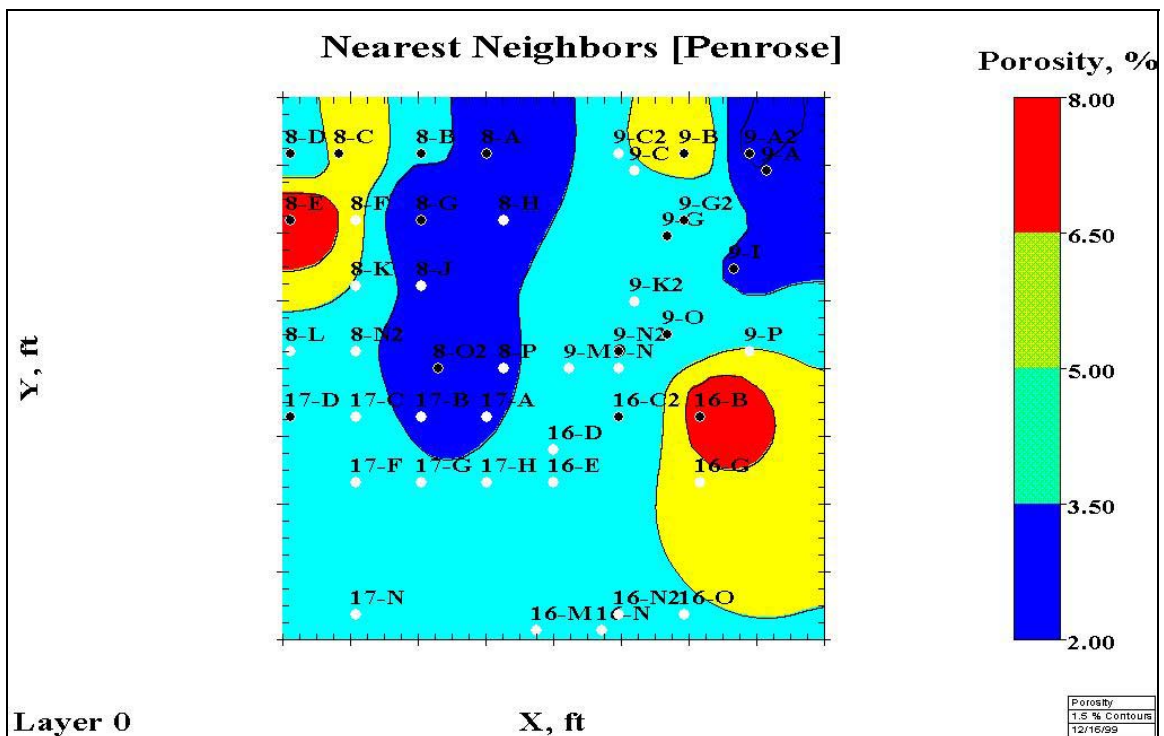 Nearest Neighbors [Penrose]
Porosity, %
8.00
6.50
5.00
3.50
2.00
8-D 8-C 8-B 8-A 9-C2 9-B 9-A2
9-C 9-A
8-E 8-F 8-G 8-H 9-G2
9-G
9-I
8-K 8-J
9-K2
9-O
8-L 8-N2 9-N2 9-P
8-O2 8-P 9-M 9-N
17-D 17-C 17-B 17-A 16-C2 16-B
16-D
17-F 17-G 17-H 16-E 16-G
17-N 16-N2 16-O
16-M 16-N
Y, ft
X, ft
Layer 0
Porosity
1.5 % Contours
12/16/99